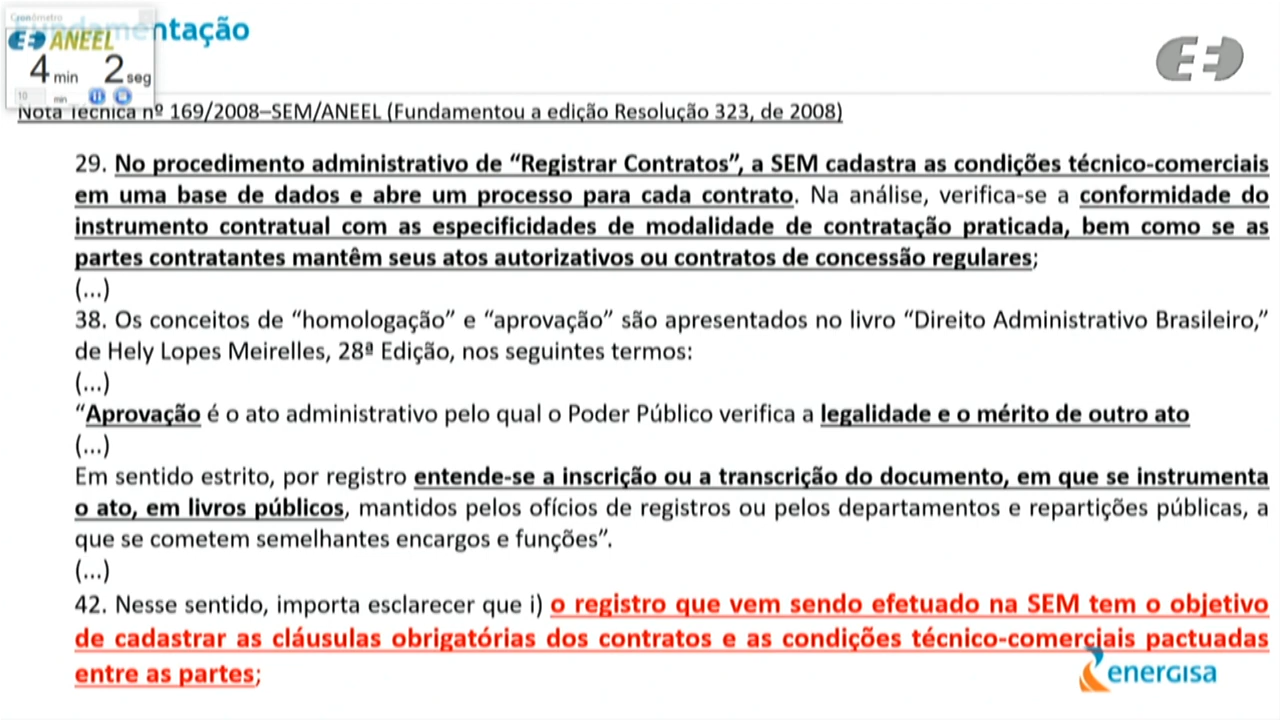 Cronômetro
Fundamentação
ANEEL
4 min 2 seg
10 min
Nota Técnica nº 169/2008–SEM/ANEEL (Fundamentou a edição Resolução 323, de 2008)
29. No procedimento administrativo de “Registrar Contratos”, a SEM cadastra as condições técnico-comerciais
em uma base de dados e abre um processo para cada contrato. Na análise, verifica-se a conformidade do
instrumento contratual com as especificidades de modalidade de contratação praticada, bem como se as
partes contratantes mantêm seus atos autorizativos ou contratos de concessão regulares;
(...)
38. Os conceitos de “homologação” e “aprovação” são apresentados no livro “Direito Administrativo Brasileiro,”
de Hely Lopes Meirelles, 28ª Edição, nos seguintes termos:
(...)
“Aprovação é o ato administrativo pelo qual o Poder Público verifica a legalidade e o mérito de outro ato
(...)
Em sentido estrito, por registro entende-se a inscrição ou a transcrição do documento, em que se instrumenta
o ato, em livros públicos, mantidos pelos ofícios de registros ou pelos departamentos e repartições públicas, a
que se cometem semelhantes encargos e funções”.
(...)
42. Nesse sentido, importa esclarecer que i) o registro que vem sendo efetuado na SEM tem o objetivo
de cadastrar as cláusulas obrigatórias dos contratos e as condições técnico-comerciais pactuadas
entre as partes;
energisa